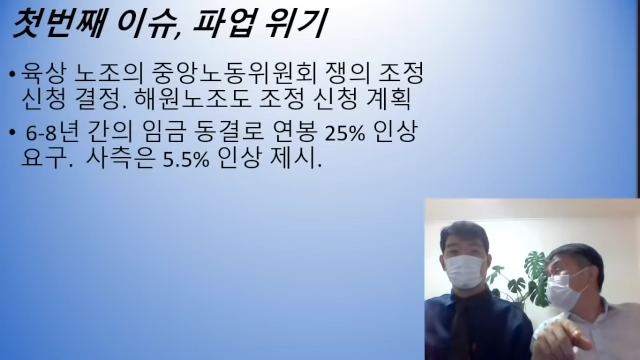 첫번째 이슈, 파업 위기
• 육상 노조의 중앙노동위원회 쟁의 조정
신청 결정. 해원노조도 조정 신청 계획
• 6-8년 간의 임금 동결로 연봉 25% 인상
요구. 사측은 5.5% 인상 제시.